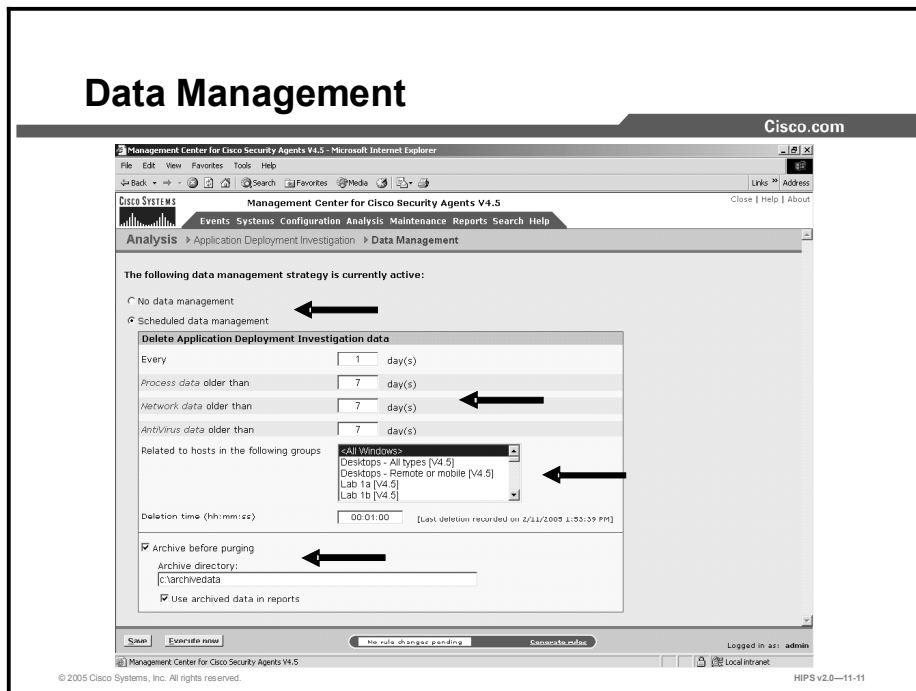 Data Management
Cisco.com
Management Center for Cisco Security Agents V4.5 - Microsoft Internet Explorer
File Edit View Favorites Tools Help
Back Search Favorites Media Links » Address
CISCO SYSTEMS Management Center for Cisco Security Agents V4.5 Close | Help | About
Events Systems Configuration Analysis Maintenance Reports Search Help
Analysis Application Deployment Investigation Data Management
The following data management strategy is currently active:
No data management
Scheduled data management
Delete Application Deployment Investigation data
Every 1 day(s)
Process data older than 7 day(s)
Network data older than 7 day(s)
AntiVirus data older than 7 day(s)
Related to hosts in the following groups <All Windows>
Desktops - All types [V4.5]
Desktops - Remote or mobile [V4.5]
Lab 1a [V4.5]
Lab 1b [V4.5]
Deletion time (hh:mm:ss) 00:01:00 [Last deletion recorded on 2/11/2005 1:53:39 PM]
Archive before purging
Archive directory:
c:\archivedata
Use archived data in reports
Save Execute now No rule changes pending Generate rules Logged in as: admin
Management Center for Cisco Security Agents V4.5 Local intranet
© 2005 Cisco Systems, Inc. All rights reserved. HIPS v2.0—11-11